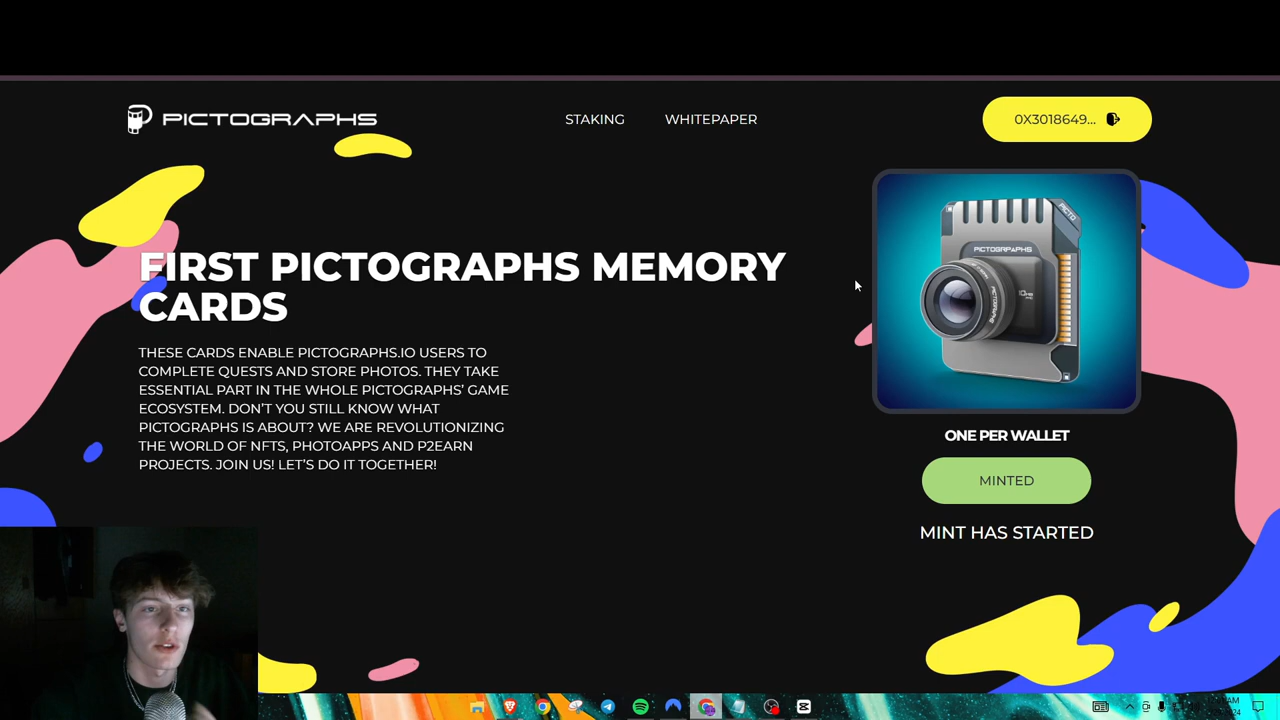 PICTOGRAPHS
STAKING
WHITEPAPER
0X3018649...
FIRST PICTOGRAPHS MEMORY
CARDS
THESE CARDS ENABLE PICTOGRAPHS.IO USERS TO
COMPLETE QUESTS AND STORE PHOTOS. THEY TAKE
ESSENTIAL PART IN THE WHOLE PICTOGRAPHS' GAME
ECOSYSTEM. DON'T YOU STILL KNOW WHAT
PICTOGRAPHS IS ABOUT? WE ARE REVOLUTIONIZING
THE WORLD OF NFTS, PHOTOAPPS AND P2EARN
PROJECTS. JOIN US! LET'S DO IT TOGETHER!
PICTO
PICTOGRPAPHS
ONE PER WALLET
MINTED
MINT HAS STARTED